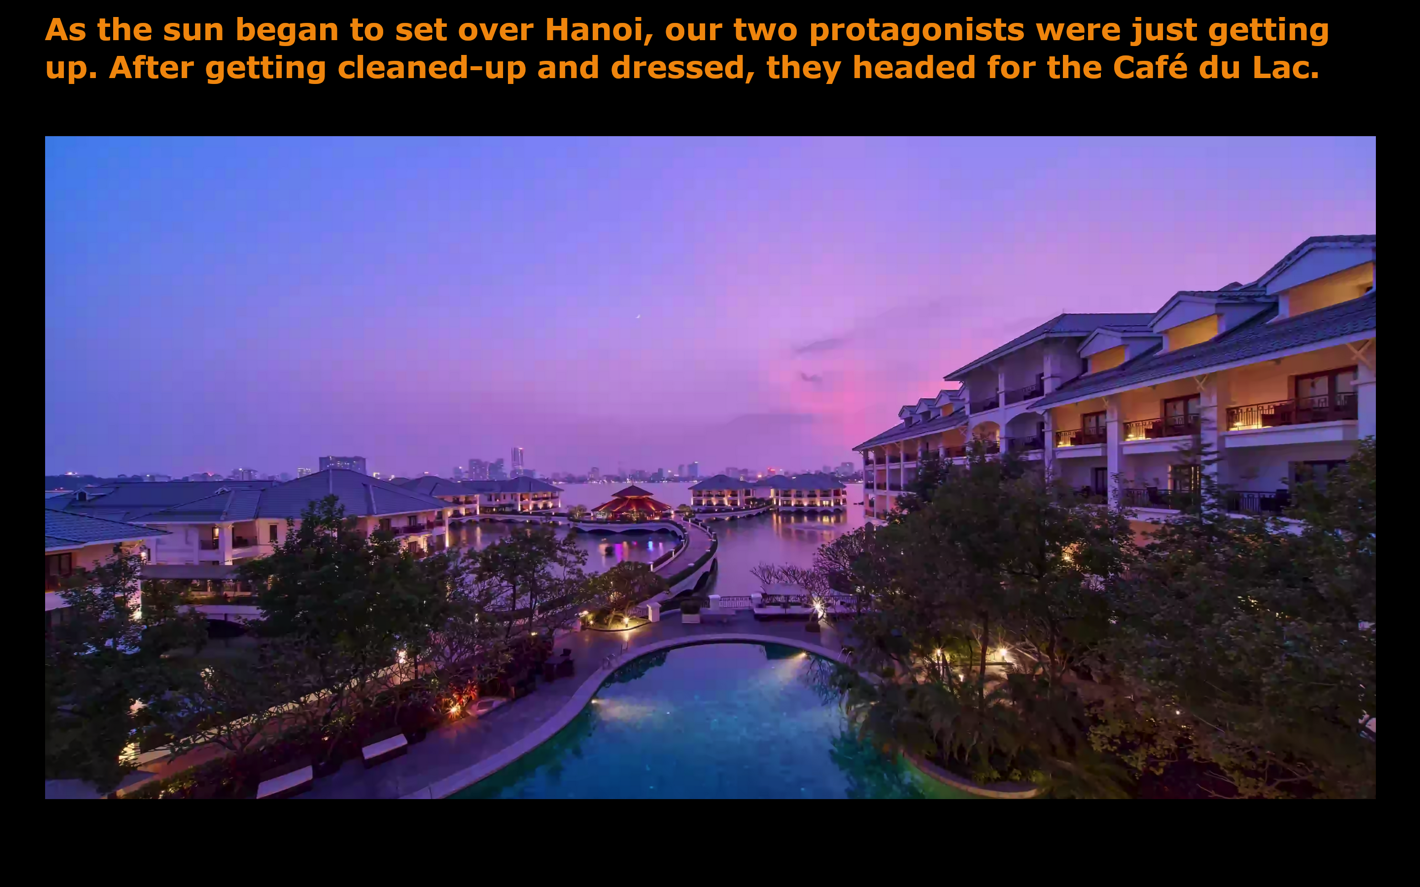 As the sun began to set over Hanoi, our two protagonists were just getting
up. After getting cleaned-up and dressed, they headed for the Café du Lac.